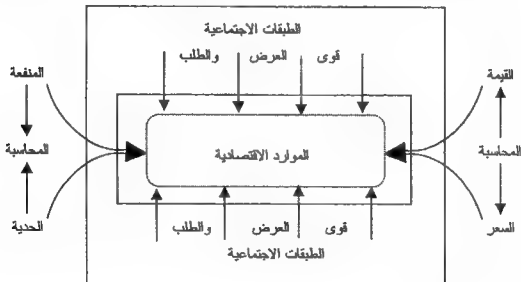 الطبقات الاجتماعية
قوى العرض والطلب
القيمة
المحاسبة
السعر
الموارد الاقتصادية
المنفعة
المحاسبة
الحدية
قوى العرض والطلب
الطبقات الاجتماعية